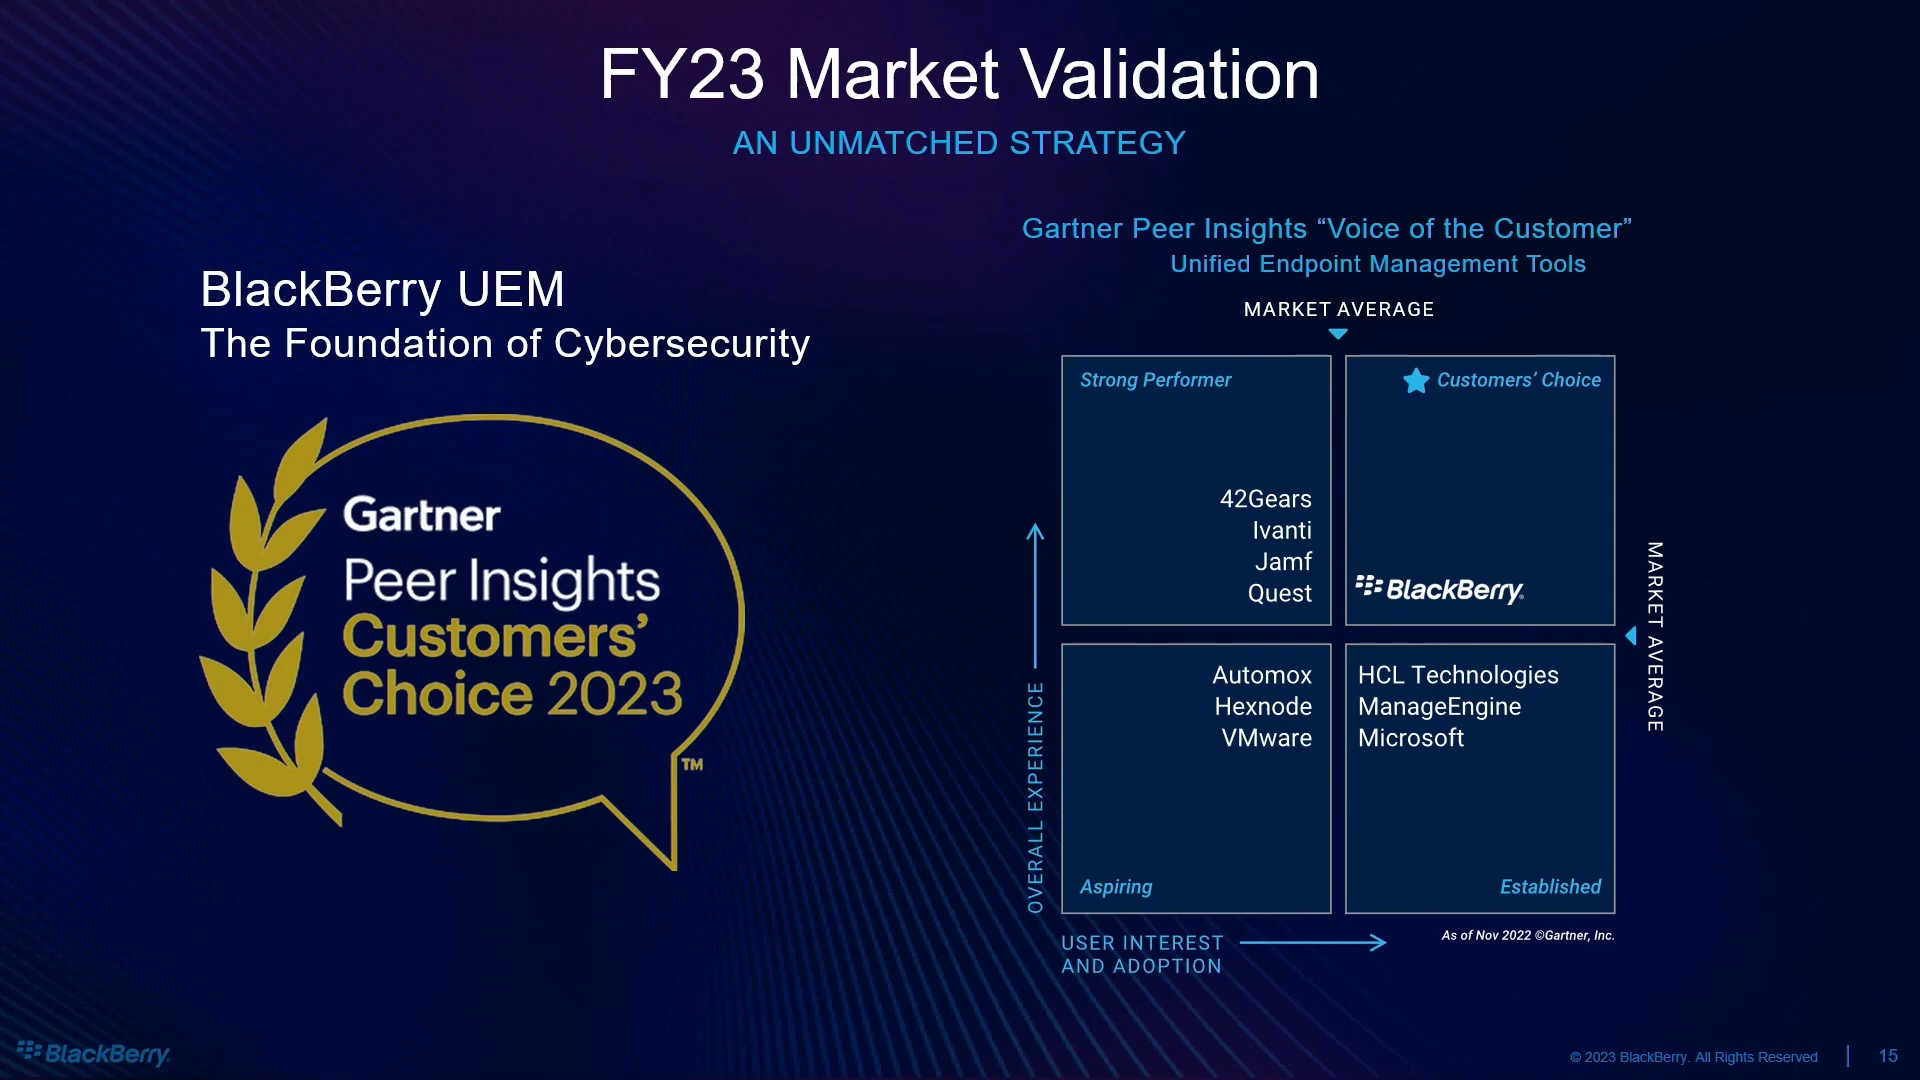 FY23 Market Validation
AN UNMATCHED STRATEGY
BlackBerry UEM
The Foundation of Cybersecurity
Gartner
Peer Insights
Customers’
Choice 2023
TM
Gartner Peer Insights “Voice of the Customer”
Unified Endpoint Management Tools
MARKET AVERAGE
Strong Performer
42Gears
Ivanti
Jamf
Quest
Customers’ Choice
BlackBerry®
Automox
Hexnode
VMware
Aspiring
HCL Technologies
ManageEngine
Microsoft
Established
MARKET AVERAGE
OVERALL EXPERIENCE
USER INTEREST
AND ADOPTION
As of Nov 2022 ©Gartner, Inc.
BlackBerry.
© 2023 BlackBerry. All Rights Reserved
15